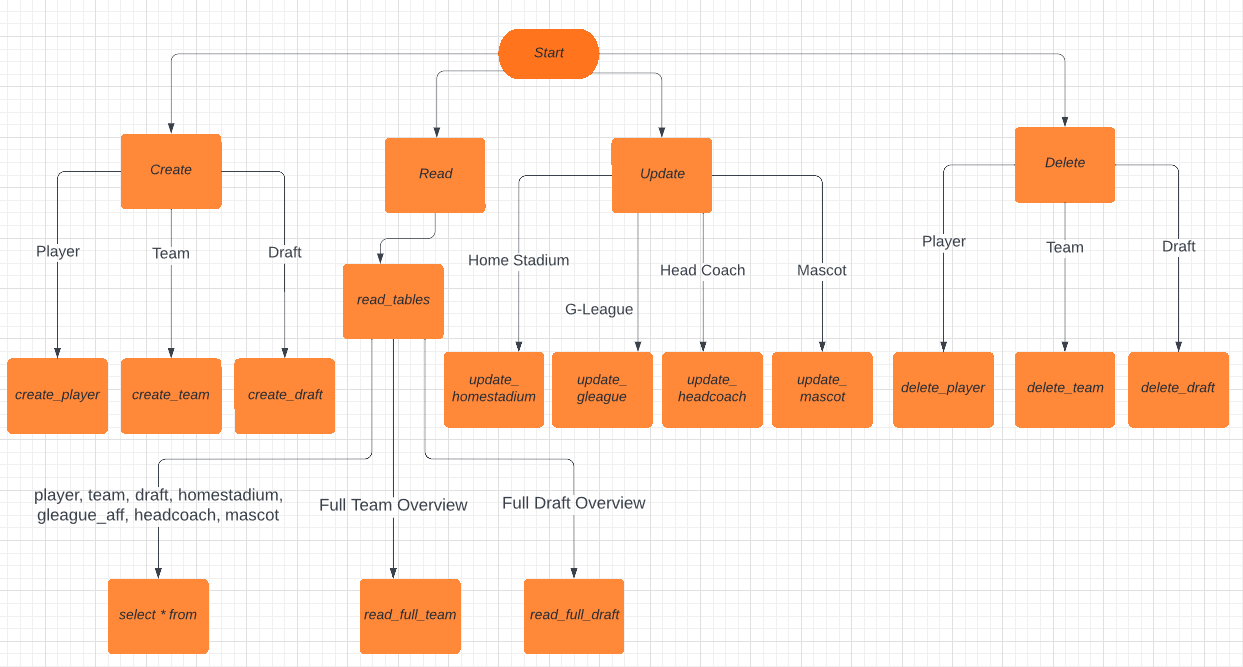 Start
Create
Read
Update
Delete
Player
Team
Draft
Home Stadium
G-League
Head Coach
Mascot
Player
Team
Draft
read_tables
create_player
create_team
create_draft
update_
homestadium
update_
gleague
update_
headcoach
update_
mascot
delete_player
delete_team
delete_draft
player, team, draft, homestadium,
gleague_aff, headcoach, mascot
Full Team Overview
Full Draft Overview
select * from
read_full_team
read_full_draft